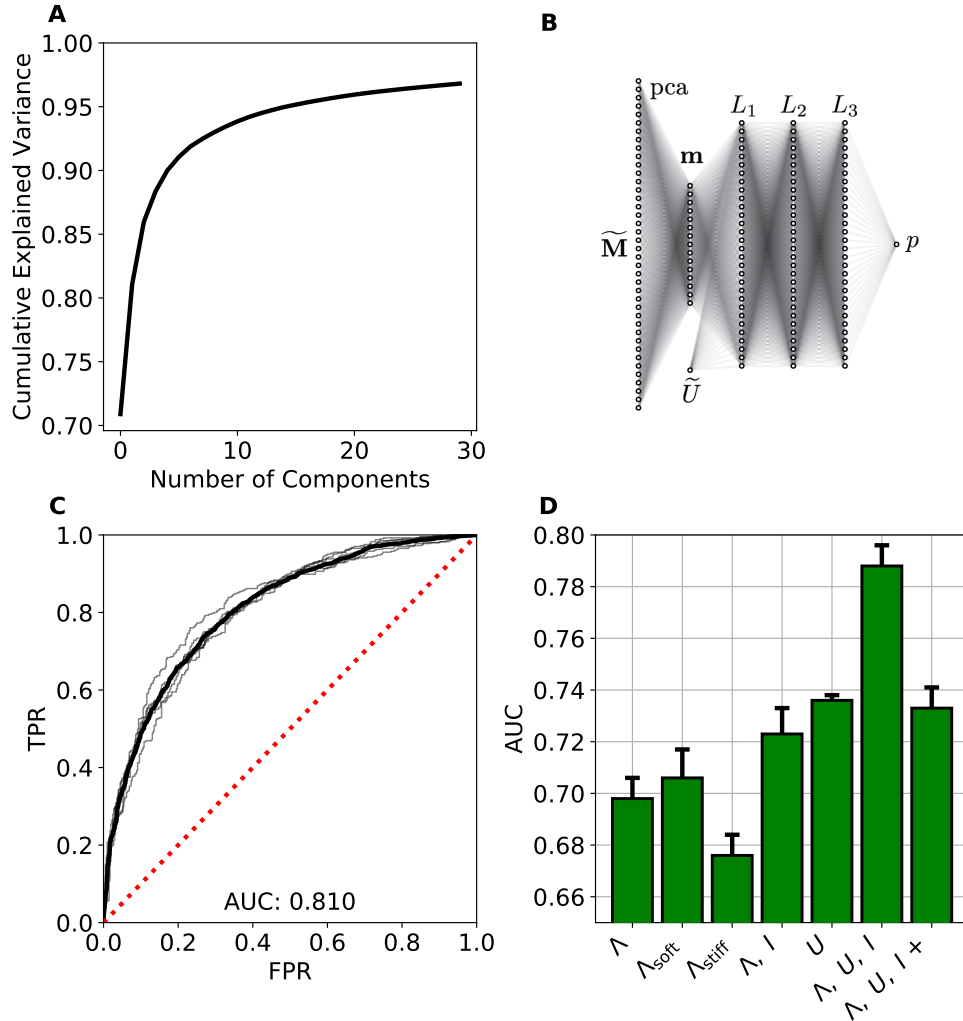 A
1.00
0.95
0.90
0.85
0.80
0.75
0.70
Cumulative Explained Variance
0 10 20 30
Number of Components
B
pca
M̃
m
Ũ
L₁ L₂ L₃
p
C
1.0
0.8
0.6
0.4
0.2
0.0
TPR
AUC: 0.810
0.0 0.2 0.4 0.6 0.8 1.0
FPR
D
0.80
0.78
0.76
0.74
0.72
0.70
0.68
0.66
AUC
Λ
Λsoft
Λstiff
Λ, I
U
Λ, U, I
Λ, U, I +